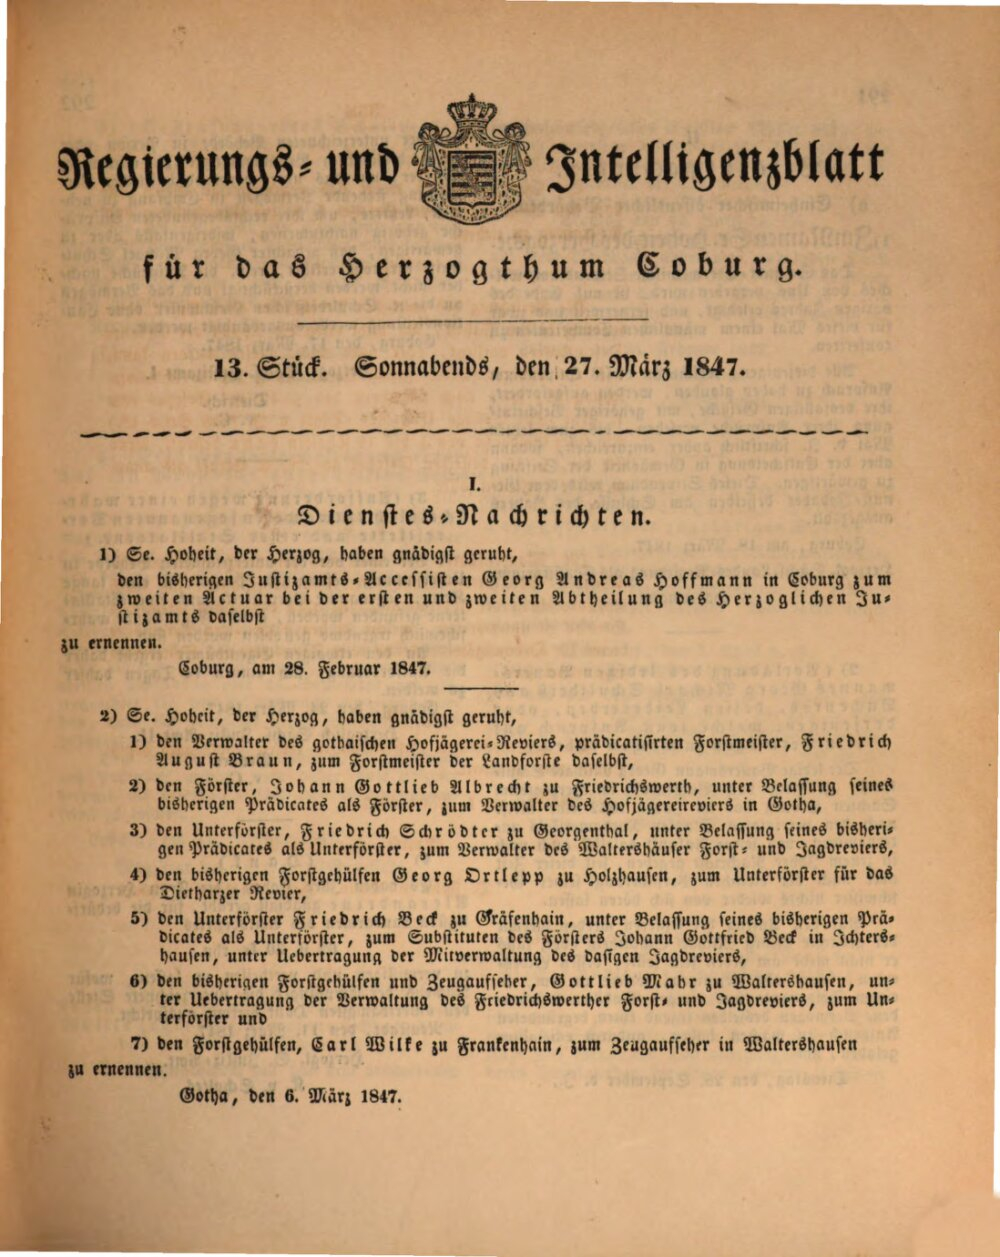 Regierungs- und Intelligenzblatt
für das Herzogthum Coburg.
13. Stück. Sonnabends, den 27. März 1847.
I.
Dienstes-Nachrichten.
1) Se. Hoheit, der Herzog, haben gnädigst geruht,
den bisherigen Justizamts-Accessisten Georg Andreas Hoffmann in Coburg zum
zweiten Actuar bei der ersten und zweiten Abtheilung des Herzoglichen Ju-
stizamts daselbst
zu ernennen.
Coburg, am 28. Februar 1847.
2) Se. Hoheit, der Herzog, haben gnädigst geruht,
1) den Verwalter des gothaischen Hofjägerei-Reviers, prädicatisirten Forstmeister, Friedrich
August Braun, zum Forstmeister der Landforste daselbst,
2) den Förster, Johann Gottlieb Albrecht zu Friedrichswerth, unter Belassung seines
bisherigen Prädicates als Förster, zum Verwalter des Hofjägereireviers in Gotha,
3) den Unterförster, Friedrich Schrödter zu Georgenthal, unter Belassung seines bisheri-
gen Prädicates als Unterförster, zum Verwalter des Waltershäuser Forst- und Jagdreviers,
4) den bisherigen Forstgehülfen Georg Ortlepp zu Holzhausen, zum Unterförster für das
Dietharzer Revier,
5) den Unterförster Friedrich Beck zu Gräfenhain, unter Belassung seines bisherigen Prä-
dicates als Unterförster, zum Substituten des Försters Johann Gottfried Beck in Ichters-
hausen, unter Uebertragung der Mitverwaltung des dasigen Jagdreviers,
6) den bisherigen Forstgehülfen und Zeugaufseher, Gottlieb Mahr zu Waltershausen, un-
ter Uebertragung der Verwaltung des Friedrichswerther Forst- und Jagdreviers, zum Un-
terförster und
7) den Forstgehülfen, Carl Wilke zu Frankenhain, zum Zeugaufseher in Waltershausen
zu ernennen.
Gotha, den 6. März 1847.